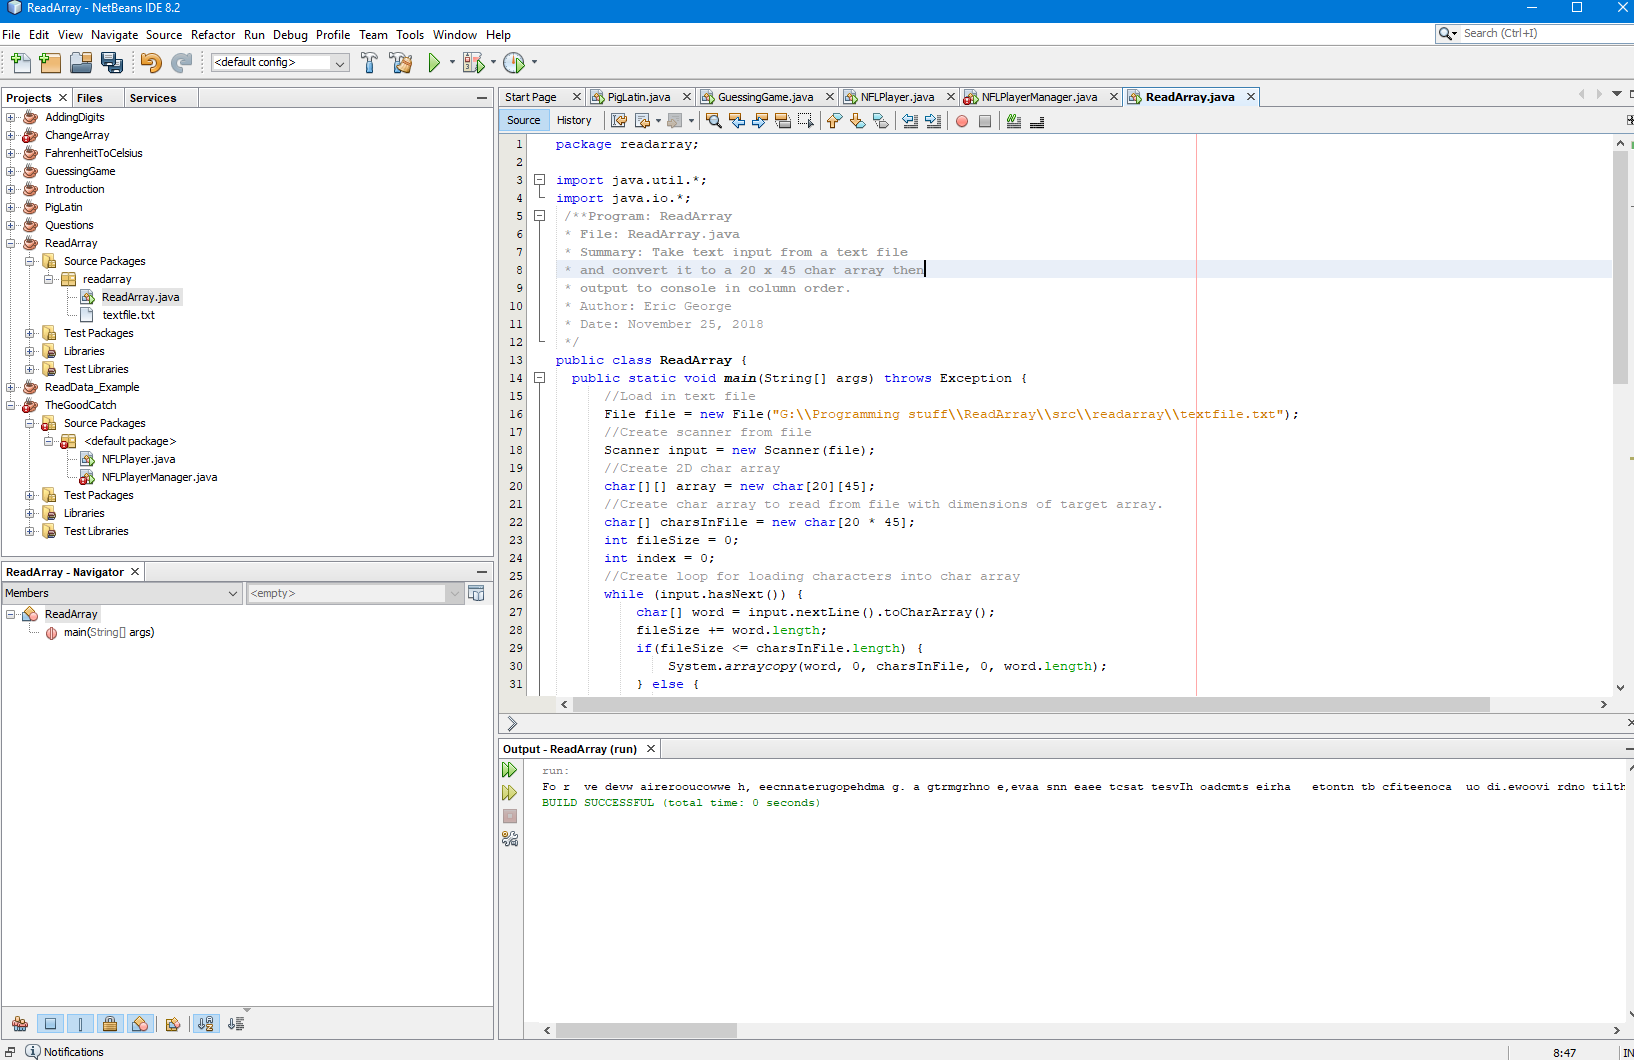 ReadArray - NetBeans IDE 8.2
File Edit View Navigate Source Refactor Run Debug Profile Team Tools Window Help
Search (Ctrl+I)
<default config>
Projects Files Services
AddingDigits
ChangeArray
FahrenheitToCelsius
GuessingGame
Introduction
PigLatin
Questions
ReadArray
Source Packages
readarray
ReadArray.java
textfile.txt
Test Packages
Libraries
Test Libraries
ReadData_Example
TheGoodCatch
Source Packages
<default package>
NFLPlayer.java
NFLPlayerManager.java
Test Packages
Libraries
Test Libraries
ReadArray - Navigator
Members <empty>
ReadArray
main(String[] args)
Start Page PigLatin.java GuessingGame.java NFLPlayer.java NFLPlayerManager.java ReadArray.java
Source History
1 package readarray;
2
3 import java.util.*;
4 import java.io.*;
5 /**Program: ReadArray
6 * File: ReadArray.java
7 * Summary: Take text input from a text file
8 * and convert it to a 20 x 45 char array then
9 * output to console in column order.
10 * Author: Eric George
11 * Date: November 25, 2018
12 */
13 public class ReadArray {
14 public static void main(String[] args) throws Exception {
15 //Load in text file
16 File file = new File("G:\\Programming stuff\\ReadArray\\src\\readarray\\textfile.txt");
17 //Create scanner from file
18 Scanner input = new Scanner(file);
19 //Create 2D char array
20 char[][] array = new char[20][45];
21 //Create char array to read from file with dimensions of target array.
22 char[] charsInFile = new char[20 * 45];
23 int fileSize = 0;
24 int index = 0;
25 //Create loop for loading characters into char array
26 while (input.hasNext()) {
27 char[] word = input.nextLine().toCharArray();
28 fileSize += word.length;
29 if(fileSize <= charsInFile.length) {
30 System.arraycopy(word, 0, charsInFile, 0, word.length);
31 } else {
Output - ReadArray (run)
run:
Fo r  ve devw airerooucowwe h, eecnnaterugopehdma g. a gtrmgrhno e,evaa snn eaee tcsat tesvIh oadcmts eirha   etontn tb cfiteenoca  uo di.ewoovi rdno tilth
BUILD SUCCESSFUL (total time: 0 seconds)
Notifications
8:47 IN